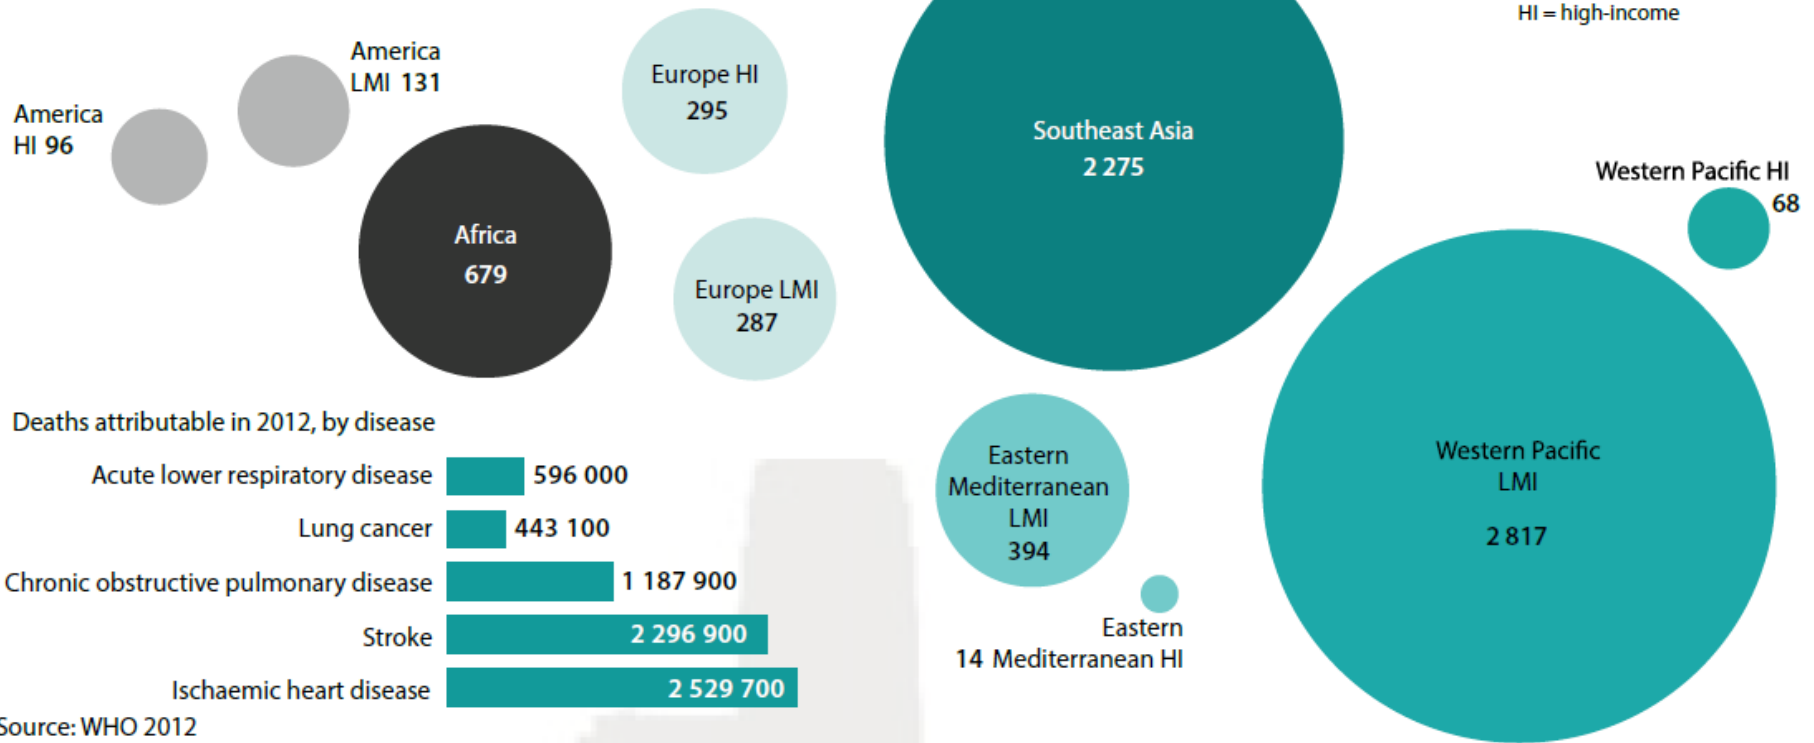 HI = high-income
America
LMI 131
America
HI 96
Europe HI
295
Southeast Asia
2 275
Western Pacific HI
68
Africa
679
Europe LMI
287
Deaths attributable in 2012, by disease
Acute lower respiratory disease 596 000
Lung cancer 443 100
Chronic obstructive pulmonary disease 1 187 900
Stroke 2 296 900
Ischaemic heart disease 2 529 700
Eastern
Mediterranean
LMI
394
Western Pacific
LMI
2 817
Eastern
14 Mediterranean HI
Source: WHO 2012